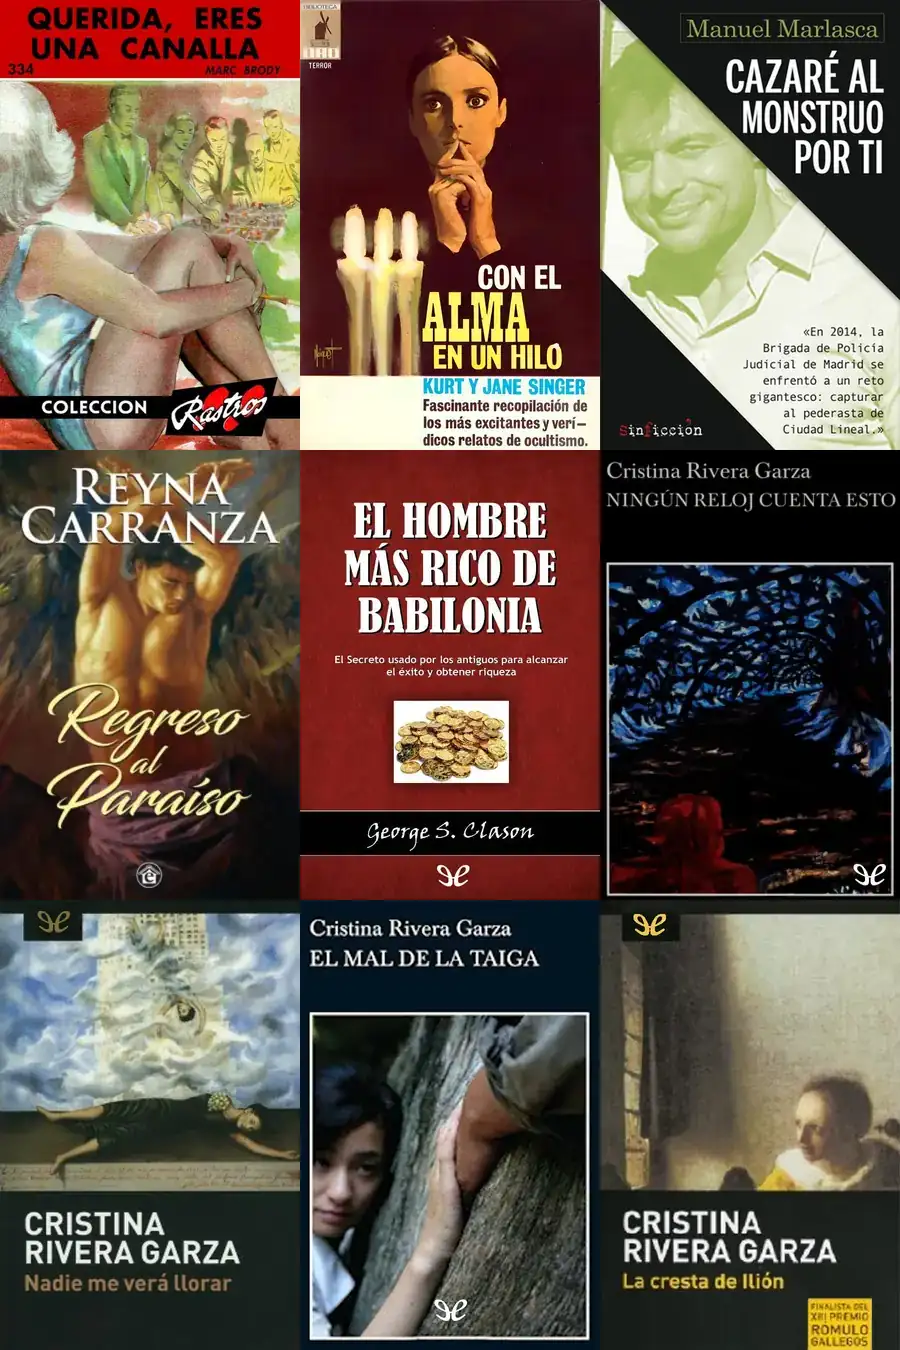 QUERIDA, ERES
UNA CANALLA
334
MARC BRODY
COLECCION
Rastros
BIBLIOTECA
ORO
TERROR
CON EL
ALMA
EN UN HILO
KURT Y JANE SINGER
Fascinante recopilación de
los más excitantes y verí-
dicos relatos de ocultismo.
Manuel Marlasca
CAZARÉ AL
MONSTRUO
POR TI
«En 2014, la
Brigada de Policía
Judicial de Madrid se
enfrentó a un reto
gigantesco: capturar
al pederasta de
Ciudad Lineal.»
Sinficción
REYNA
CARRANZA
Regreso
al
Paraíso
EL HOMBRE
MÁS RICO DE
BABILONIA
El Secreto usado por los antiguos para alcanzar
el éxito y obtener riqueza
George S. Clason
Cristina Rivera Garza
NINGÚN RELOJ CUENTA ESTO
CRISTINA
RIVERA GARZA
Nadie me verá llorar
Cristina Rivera Garza
EL MAL DE LA TAIGA
CRISTINA
RIVERA GARZA
La cresta de Ilión
FINALISTA DEL
XIII PREMIO
RÓMULO
GALLEGOS